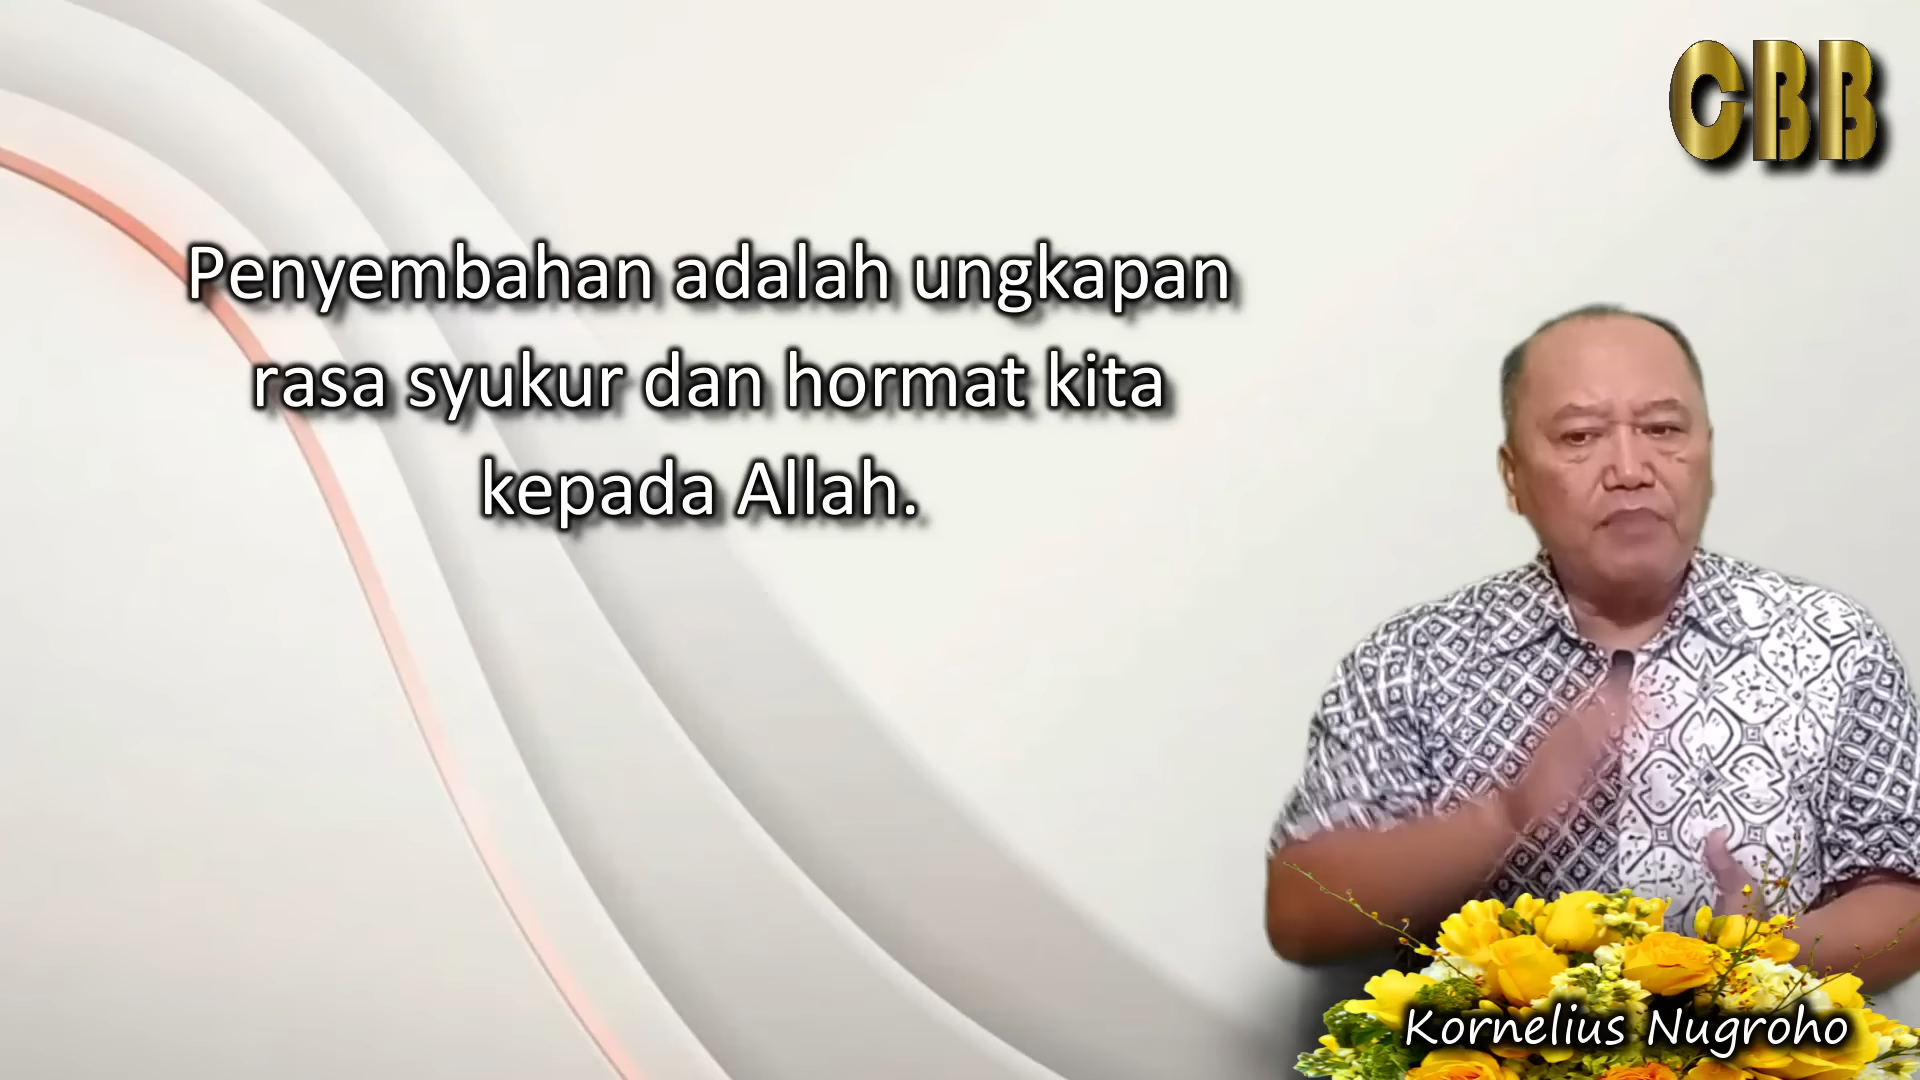 CBB
Penyembahan adalah ungkapan
rasa syukur dan hormat kita
kepada Allah.
Kornelius Nugroho